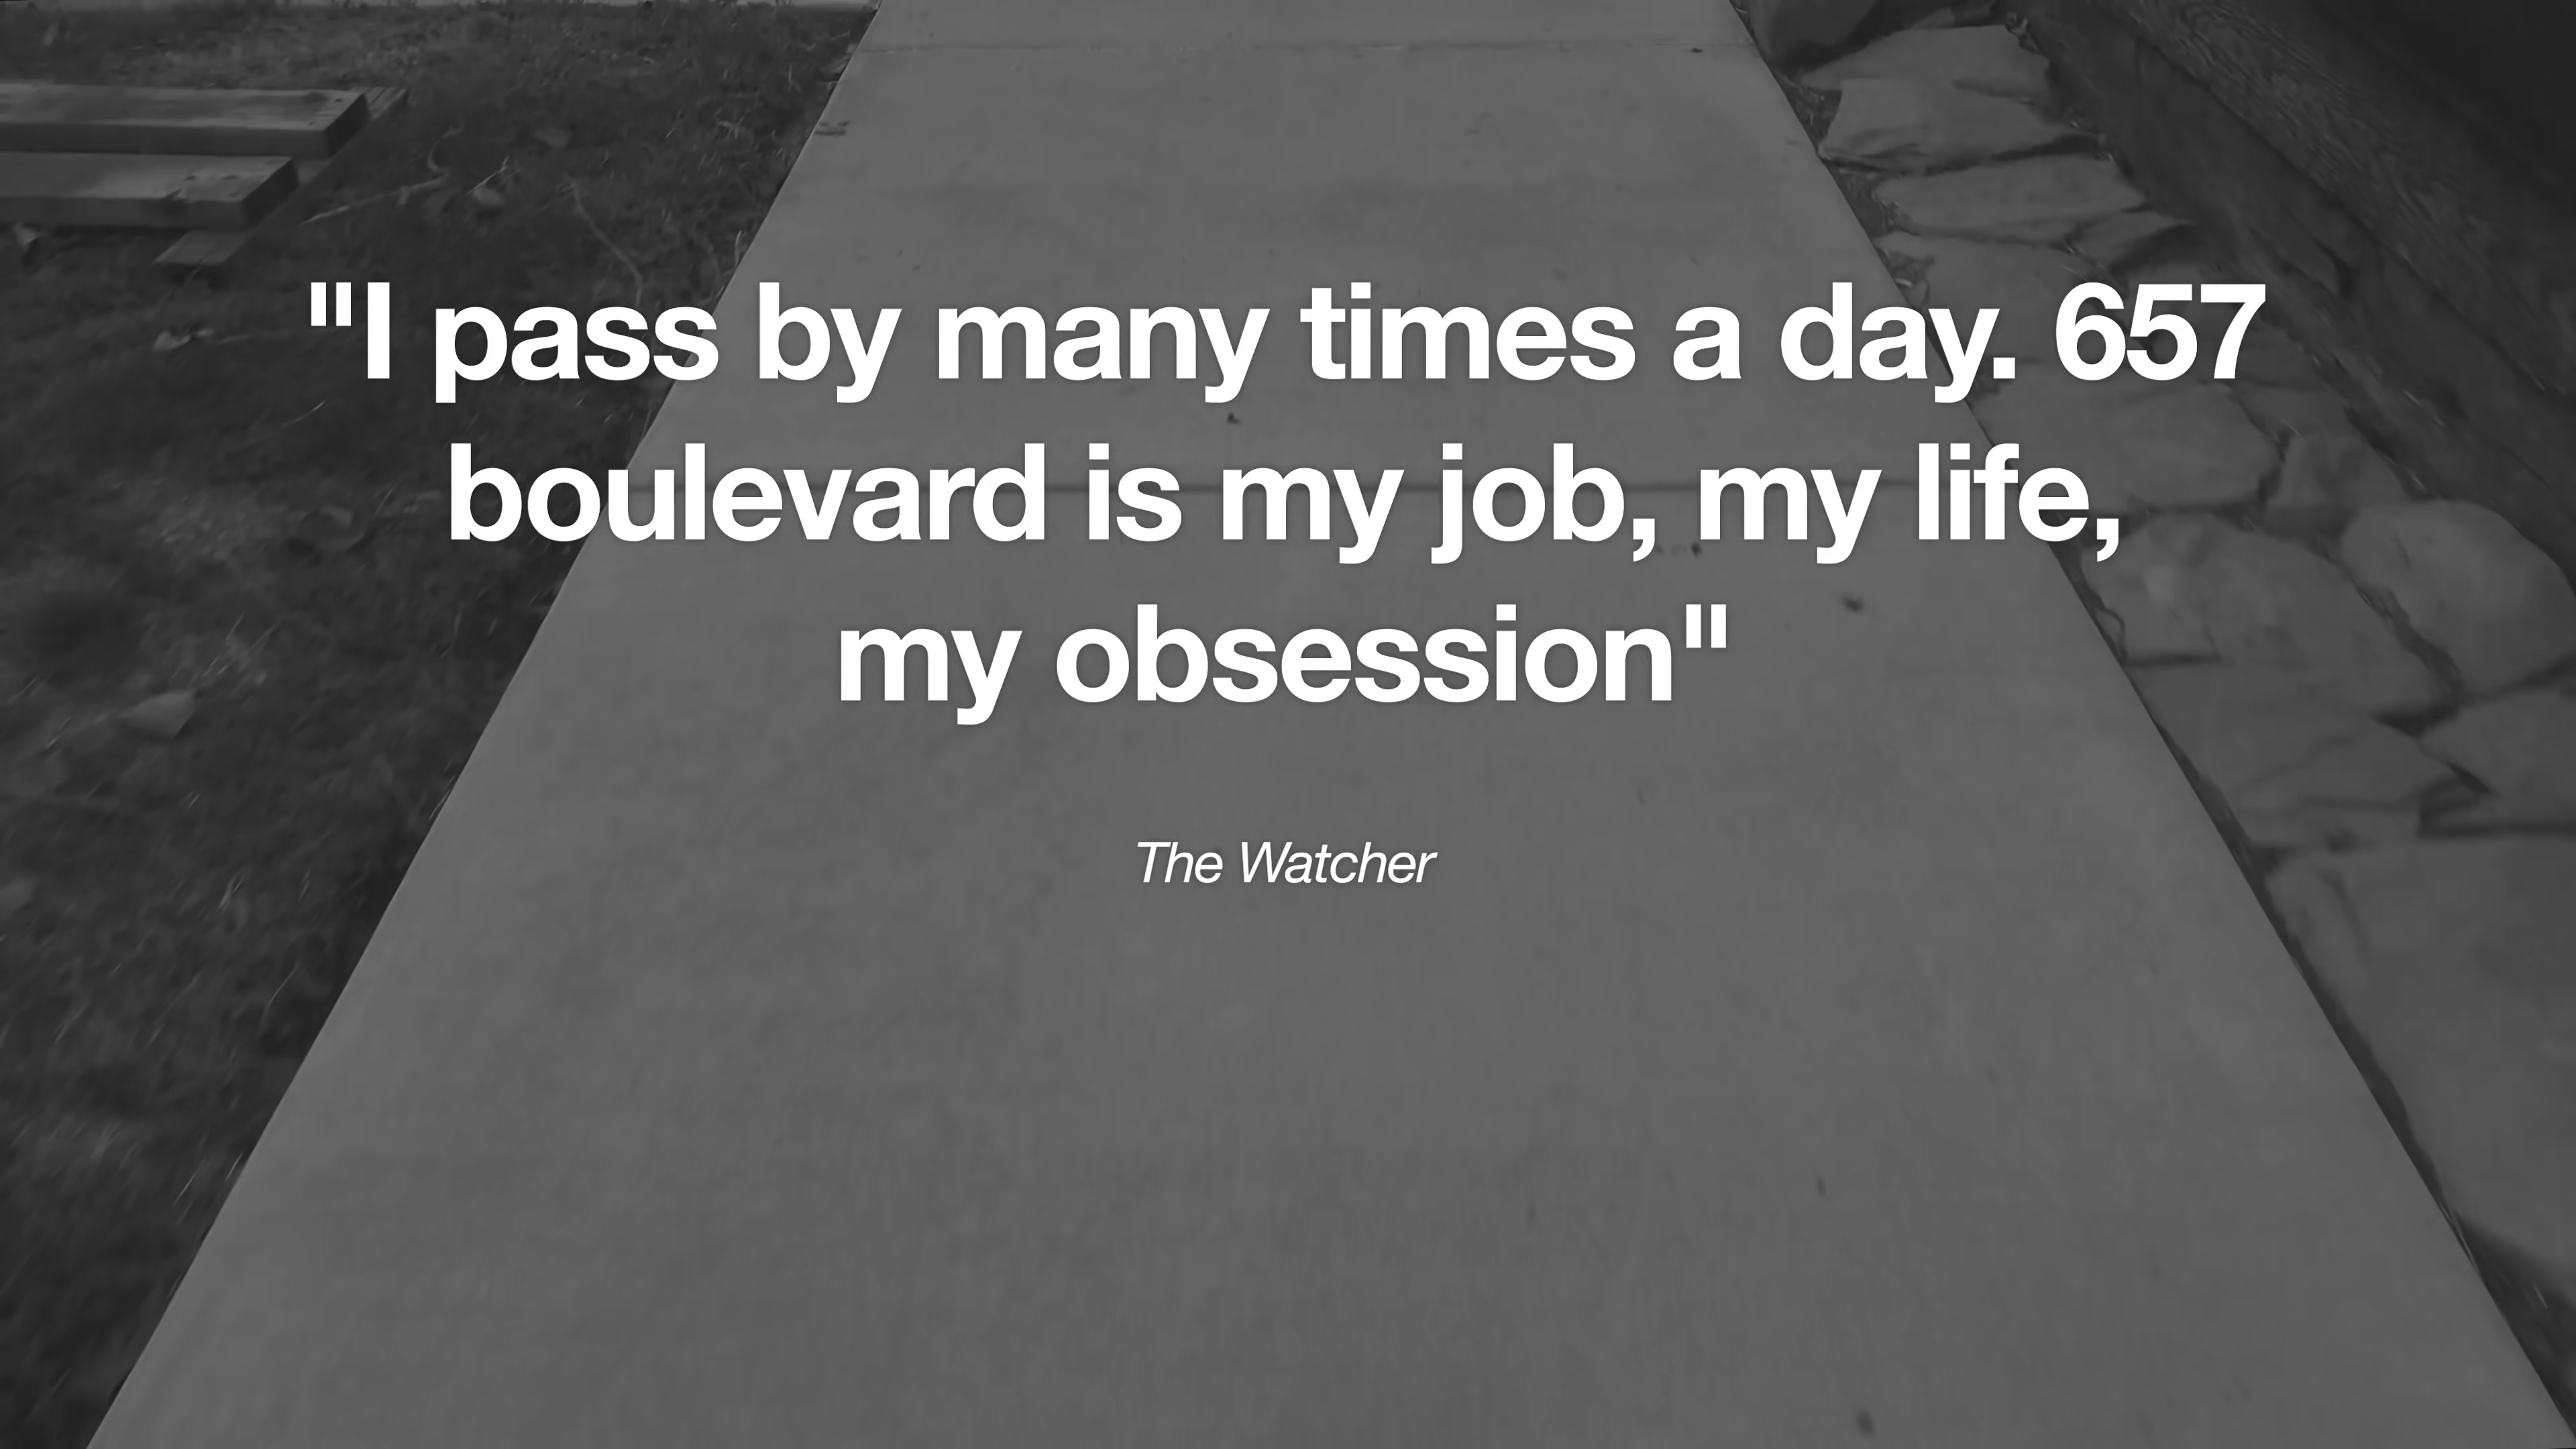 "I pass by many times a day. 657
boulevard is my job, my life,
my obsession"
The Watcher